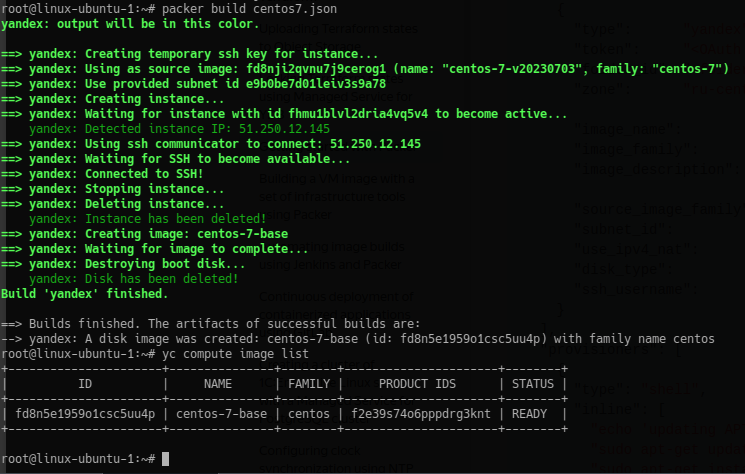 root@linux-ubuntu-1:~# packer build centos7.json
yandex: output will be in this color.
==> yandex: Creating temporary ssh key for instance...
==> yandex: Using as source image: fd8nji2qvnu7j9cerog1 (name: "centos-7-v20230703", family: "centos-7")
==> yandex: Use provided subnet id e9b0be7d01leiv3s9a78
==> yandex: Creating instance...
==> yandex: Waiting for instance with id fhmu1blvl2dria4vq5v4 to become active...
yandex: Detected instance IP: 51.250.12.145
==> yandex: Using ssh communicator to connect: 51.250.12.145
==> yandex: Waiting for SSH to become available...
==> yandex: Connected to SSH!
==> yandex: Stopping instance...
==> yandex: Deleting instance...
yandex: Instance has been deleted!
==> yandex: Creating image: centos-7-base
==> yandex: Waiting for image to complete...
==> yandex: Destroying boot disk...
yandex: Disk has been deleted!
Build 'yandex' finished.
==> Builds finished. The artifacts of successful builds are:
--> yandex: A disk image was created: centos-7-base (id: fd8n5e1959o1csc5uu4p) with family name centos
root@linux-ubuntu-1:~# yc compute image list
+----------------------+---------------+--------+----------------------+--------+
| ID | NAME | FAMILY | PRODUCT IDS | STATUS |
+----------------------+---------------+--------+----------------------+--------+
| fd8n5e1959o1csc5uu4p | centos-7-base | centos | f2e39s74o6pppdrg3knt | READY |
+----------------------+---------------+--------+----------------------+--------+
root@linux-ubuntu-1:~#